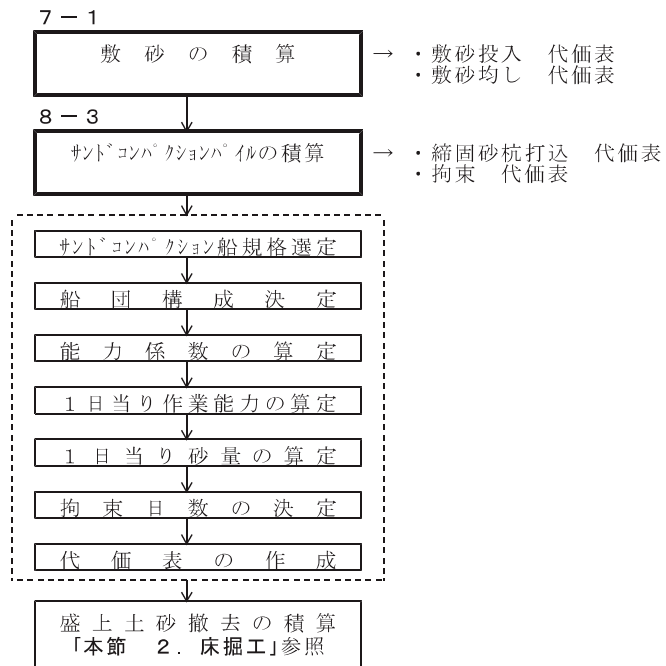 ７－１
敷砂の積算
→ ・敷砂投入　代価表
・敷砂均し　代価表
８－３
ｻﾝﾄﾞｺﾝﾊﾟｸｼｮﾝﾊﾟｲﾙの積算
→ ・締固砂杭打込　代価表
・拘束　代価表
ｻﾝﾄﾞｺﾝﾊﾟｸｼｮﾝ船規格選定
船団構成決定
能力係数の算定
１日当り作業能力の算定
１日当り砂量の算定
拘束日数の決定
代価表の作成
盛上土砂撤去の積算
「本節　２．床掘工」参照